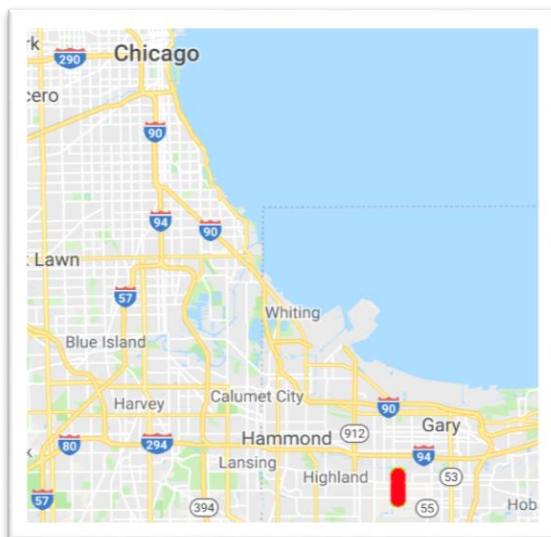 rk
290
Chicago
cero
90
94
90
Lawn
57
Whiting
Blue Island
Calumet City
Harvey
90
Gary
912
Hammond
80
294
94
Lansing
Highland
53
57
394
55
Hob